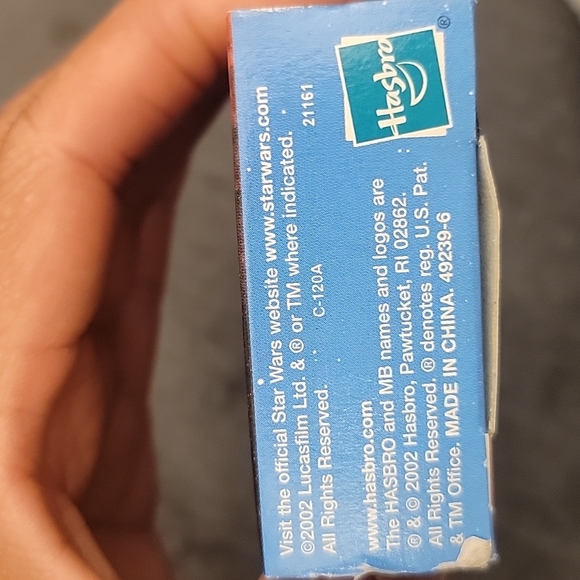 Visit the official Star Wars website www.starwars.com
©2002 Lucasfilm Ltd. & ® or TM where indicated.
All Rights Reserved. C-120A 21161
www.hasbro.com
The HASBRO and MB names and logos are
® & © 2002 Hasbro, Pawtucket, RI 02862.
All Rights Reserved. ® denotes reg. U.S. Pat.
& TM Office. MADE IN CHINA. 49239-6
Hasbro ®